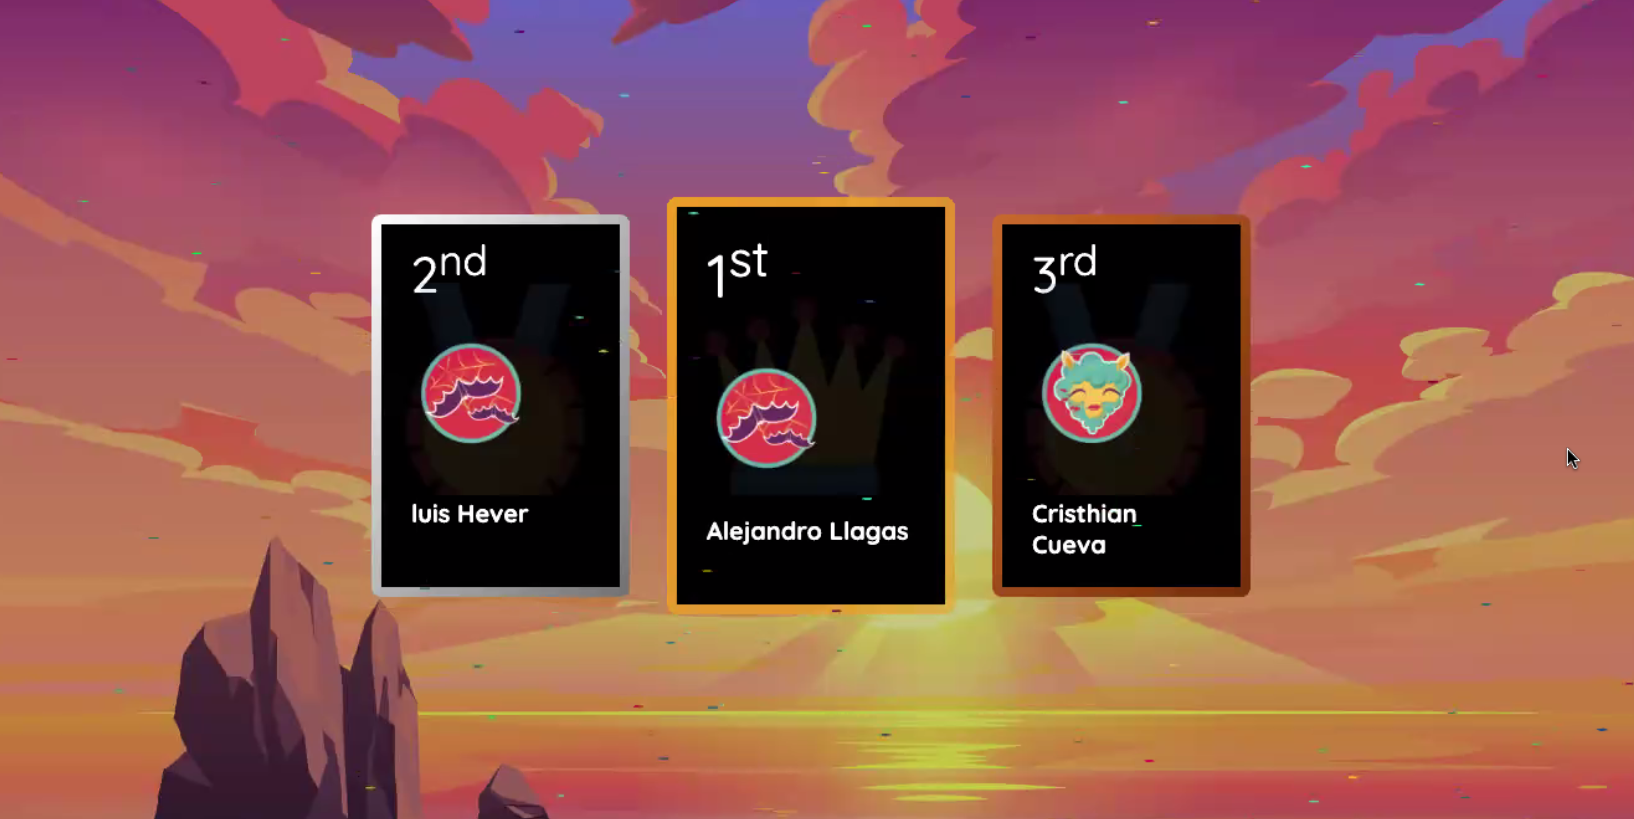 2nd
luis Hever
1st
Alejandro Llagas
3rd
Cristhian
Cueva